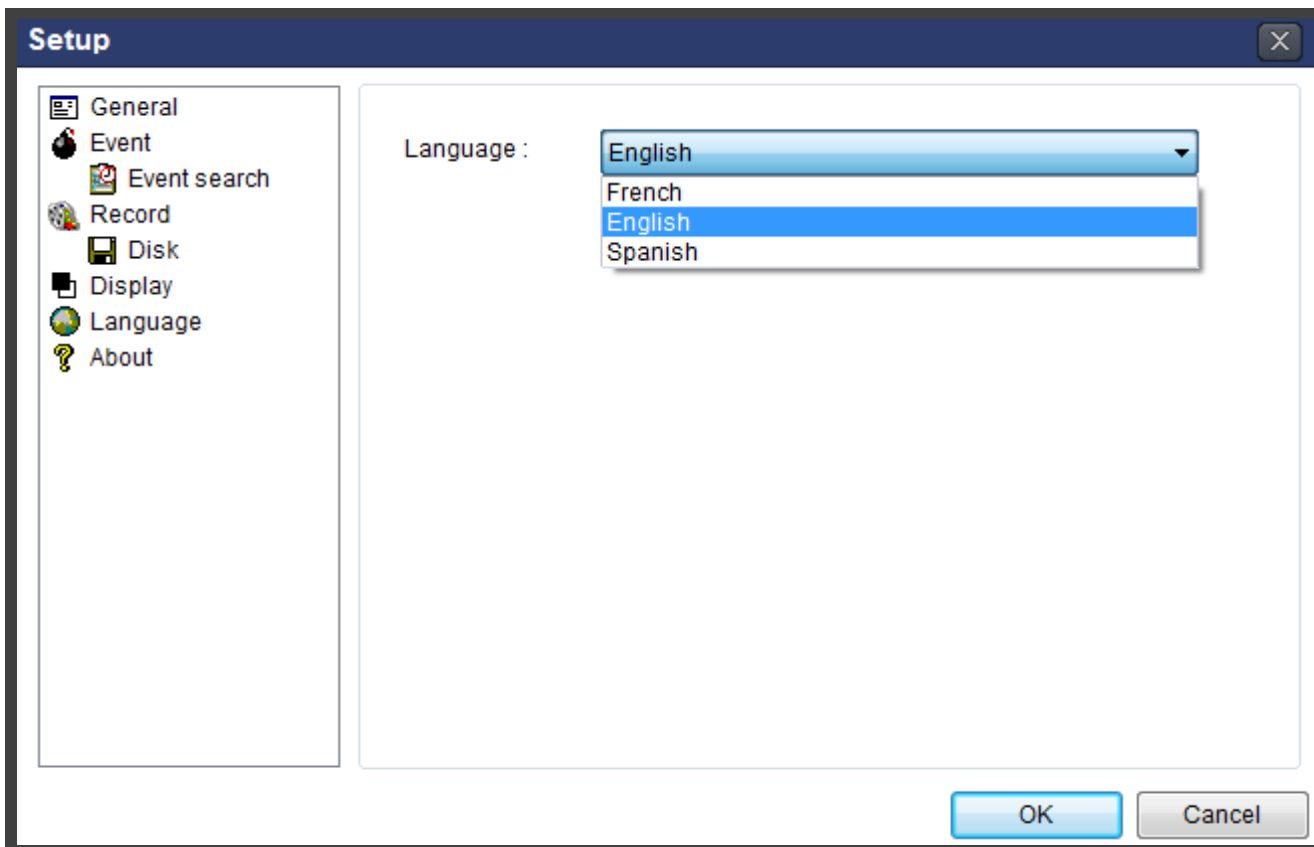 Setup
General
Event
Event search
Record
Disk
Display
Language
About
Language :
English
French
English
Spanish
OK
Cancel